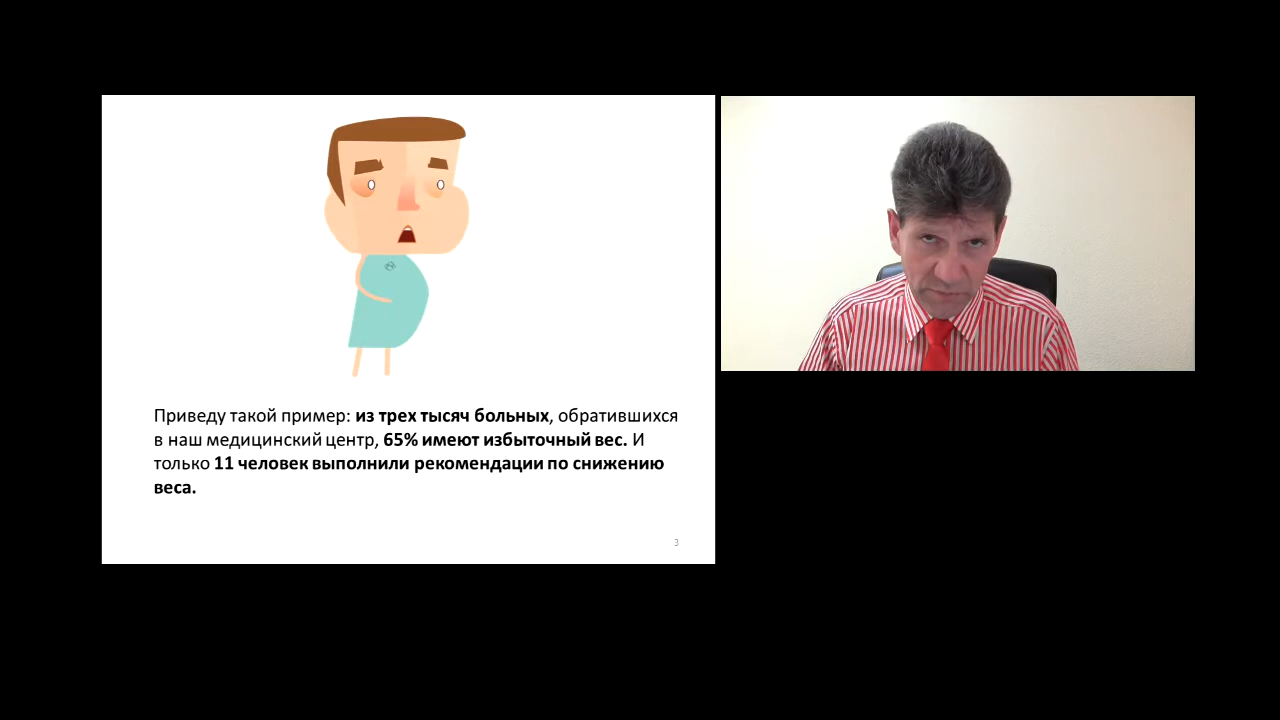 Приведу такой пример: из трех тысяч больных, обратившихся
в наш медицинский центр, 65% имеют избыточный вес. И
только 11 человек выполнили рекомендации по снижению
веса.
3